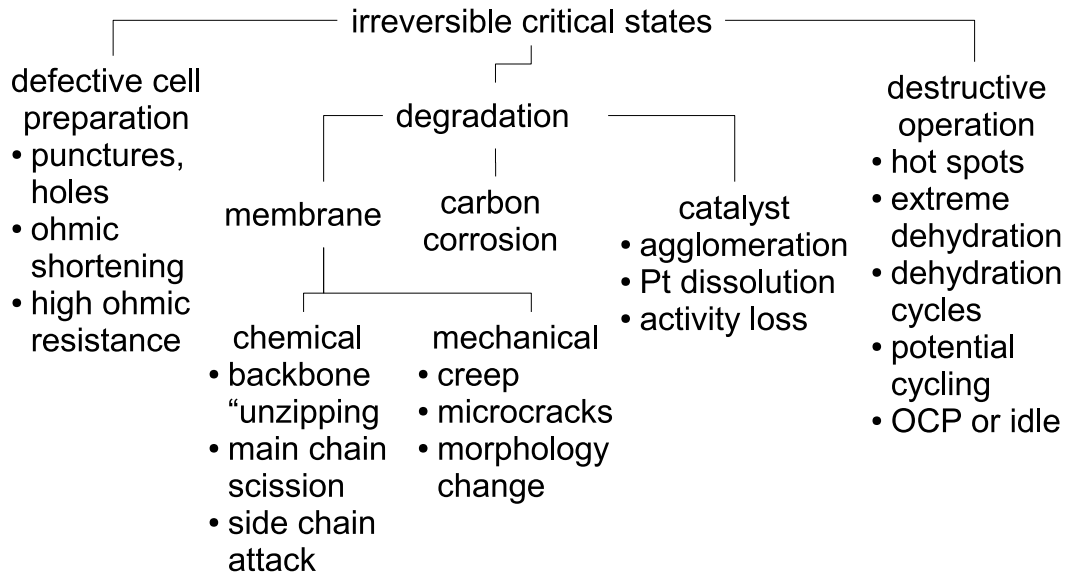 irreversible critical states
defective cell
preparation
• punctures,
holes
• ohmic
shortening
• high ohmic
resistance
degradation
membrane
chemical
• backbone
“unzipping
• main chain
scission
• side chain
attack
mechanical
• creep
• microcracks
• morphology
change
carbon
corrosion
catalyst
• agglomeration
• Pt dissolution
• activity loss
destructive
operation
• hot spots
• extreme
dehydration
• dehydration
cycles
• potential
cycling
• OCP or idle